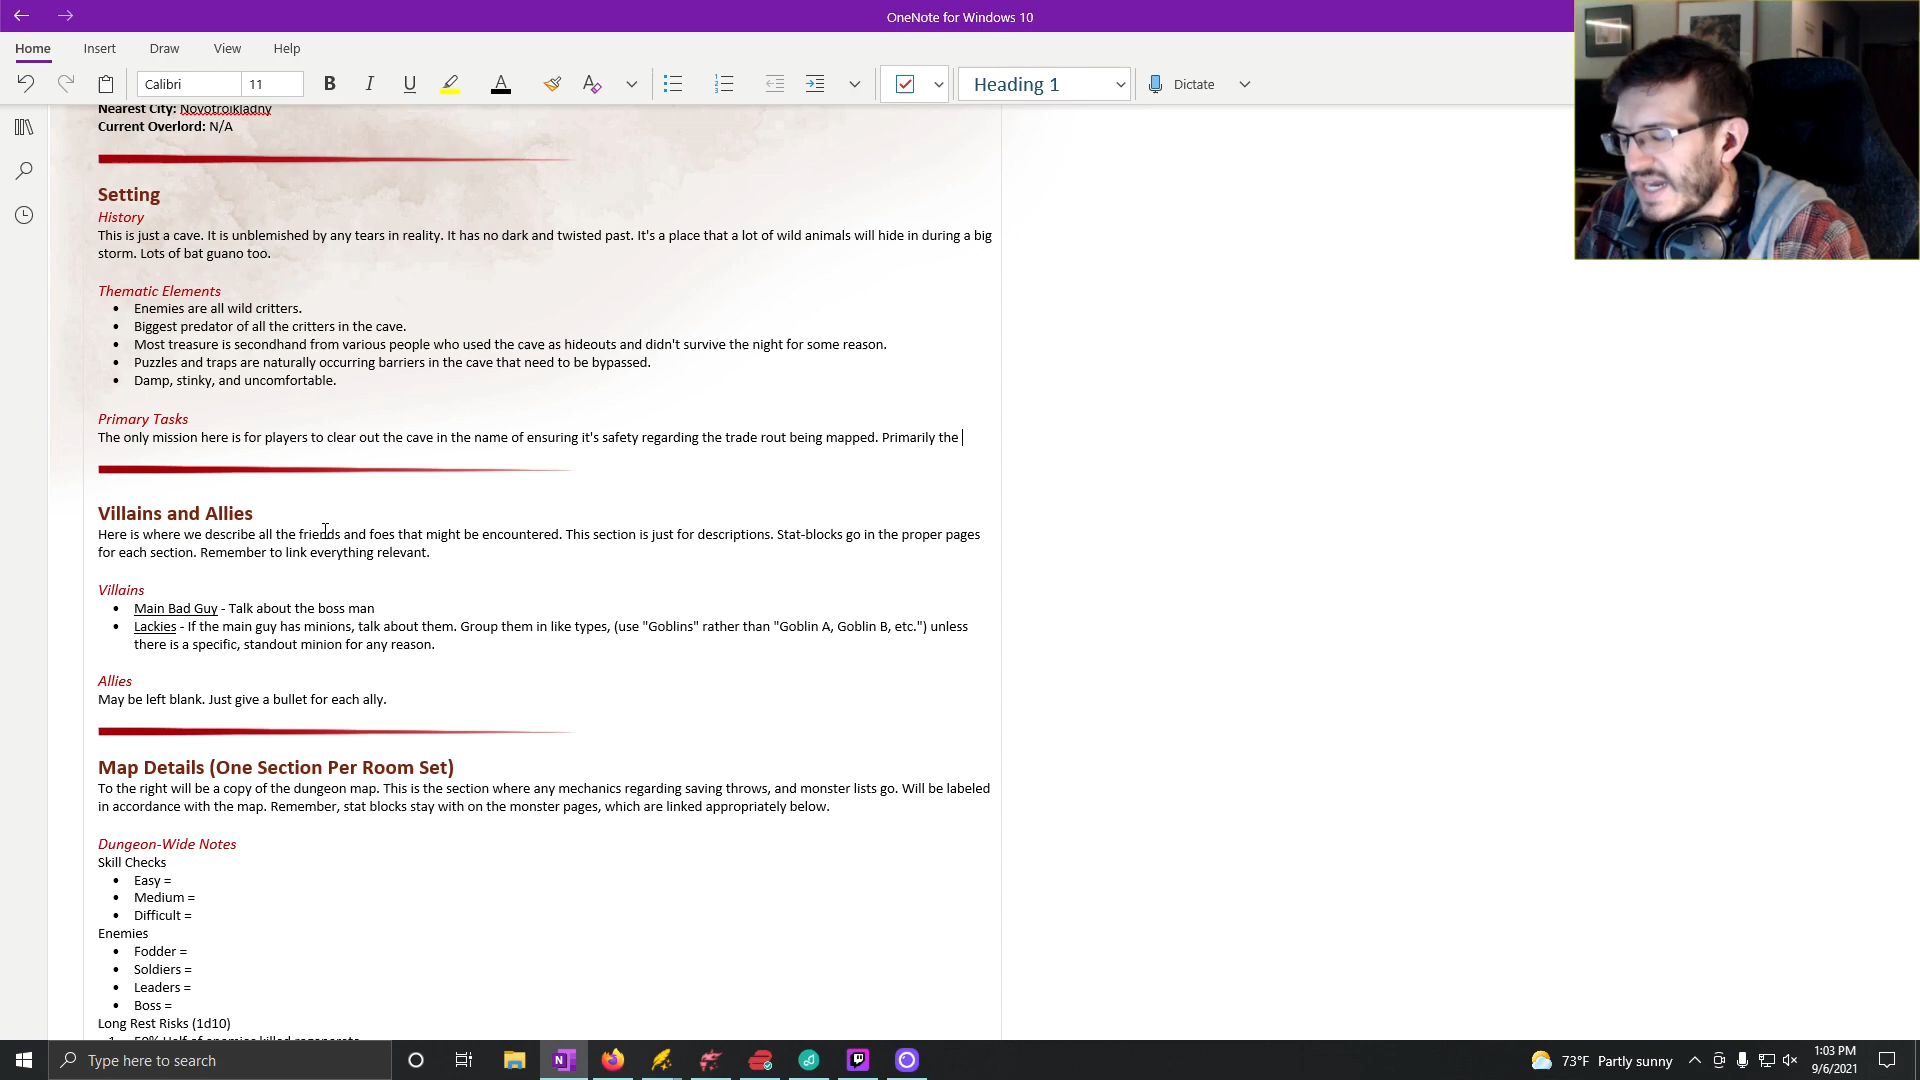 OneNote for Windows 10
Home Insert Draw View Help
Calibri 11 B I U A Heading 1 Dictate
Nearest City: Novotroikladny
Current Overlord: N/A
Setting
History
This is just a cave. It is unblemished by any tears in reality. It has no dark and twisted past. It's a place that a lot of wild animals will hide in during a big
storm. Lots of bat guano too.
Thematic Elements
• Enemies are all wild critters.
• Biggest predator of all the critters in the cave.
• Most treasure is secondhand from various people who used the cave as hideouts and didn't survive the night for some reason.
• Puzzles and traps are naturally occurring barriers in the cave that need to be bypassed.
• Damp, stinky, and uncomfortable.
Primary Tasks
The only mission here is for players to clear out the cave in the name of ensuring it's safety regarding the trade rout being mapped. Primarily the
Villains and Allies
Here is where we describe all the friends and foes that might be encountered. This section is just for descriptions. Stat-blocks go in the proper pages
for each section. Remember to link everything relevant.
Villains
• Main Bad Guy - Talk about the boss man
• Lackies - If the main guy has minions, talk about them. Group them in like types, (use "Goblins" rather than "Goblin A, Goblin B, etc.") unless
there is a specific, standout minion for any reason.
Allies
May be left blank. Just give a bullet for each ally.
Map Details (One Section Per Room Set)
To the right will be a copy of the dungeon map. This is the section where any mechanics regarding saving throws, and monster lists go. Will be labeled
in accordance with the map. Remember, stat blocks stay with on the monster pages, which are linked appropriately below.
Dungeon-Wide Notes
Skill Checks
• Easy =
• Medium =
• Difficult =
Enemies
• Fodder =
• Soldiers =
• Leaders =
• Boss =
Long Rest Risks (1d10)
1. 50% Half of enemies killed regenerate
Type here to search
73°F Partly sunny
1:03 PM
9/6/2021